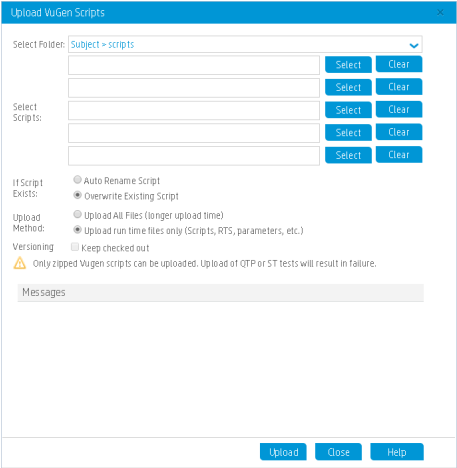 Upload VuGen Scripts
Select Folder: Subject > scripts
Select Clear
Select Clear
Select Scripts: Select Clear
Select Clear
Select Clear
If Script Exists: Auto Rename Script
Overwrite Existing Script
Upload Method: Upload All Files (longer upload time)
Upload run time files only (Scripts, RTS, parameters, etc.)
Versioning Keep checked out
Only zipped Vugen scripts can be uploaded. Upload of QTP or ST tests will result in failure.
Messages
Upload Close Help